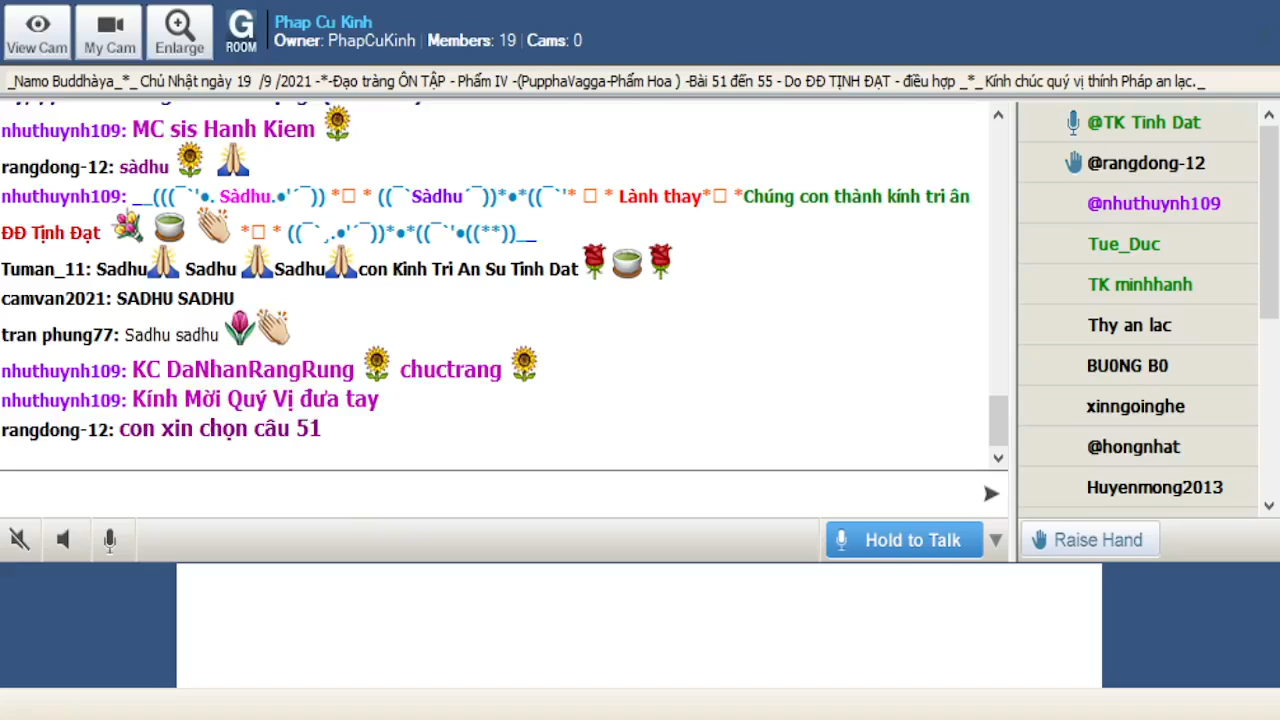 View Cam
My Cam
Enlarge
G
ROOM
Phap Cu Kinh
Owner: PhapCuKinh | Members: 19 | Cams: 0
_Namo Buddhàya_*_ Chủ Nhật ngày 19 /9 /2021 -*-Đạo tràng ÔN TẬP - Phẩm IV -(PupphaVagga-Phẩm Hoa ) -Bài 51 đến 55 - Do ĐĐ TỊNH ĐẠT - điều hợp _*_ Kính chúc quý vị thính Pháp an lạc._
nhuthuynh109: MC sis Hanh Kiem 🌻
rangdong-12: sàdhu 🌻 🙏
nhuthuynh109: __(((¯`'•. Sàdhu.•'´¯)) *□ * ((¯`Sàdhu´¯))*•*((¯`'* □ * Lành thay*□ *Chúng con thành kính tri ân
ĐĐ Tịnh Đạt 💐 🍵 👏 *□ * ((¯`¸.•'´¯))*•*((¯`'•((**))__
Tuman_11: Sadhu🙏 Sadhu 🙏Sadhu🙏con Kinh Tri An Su Tinh Dat🌹🍵🌹
camvan2021: SADHU SADHU
tran phung77: Sadhu sadhu 🌷👏
nhuthuynh109: KC DaNhanRangRung 🌻 chuctrang 🌻
nhuthuynh109: Kính Mời Quý Vị đưa tay
rangdong-12: con xin chọn câu 51
@TK Tinh Dat
@rangdong-12
@nhuthuynh109
Tue_Duc
TK minhhanh
Thy an lac
BU0NG B0
xinngoinghe
@hongnhat
Huyenmong2013
Hold to Talk
Raise Hand